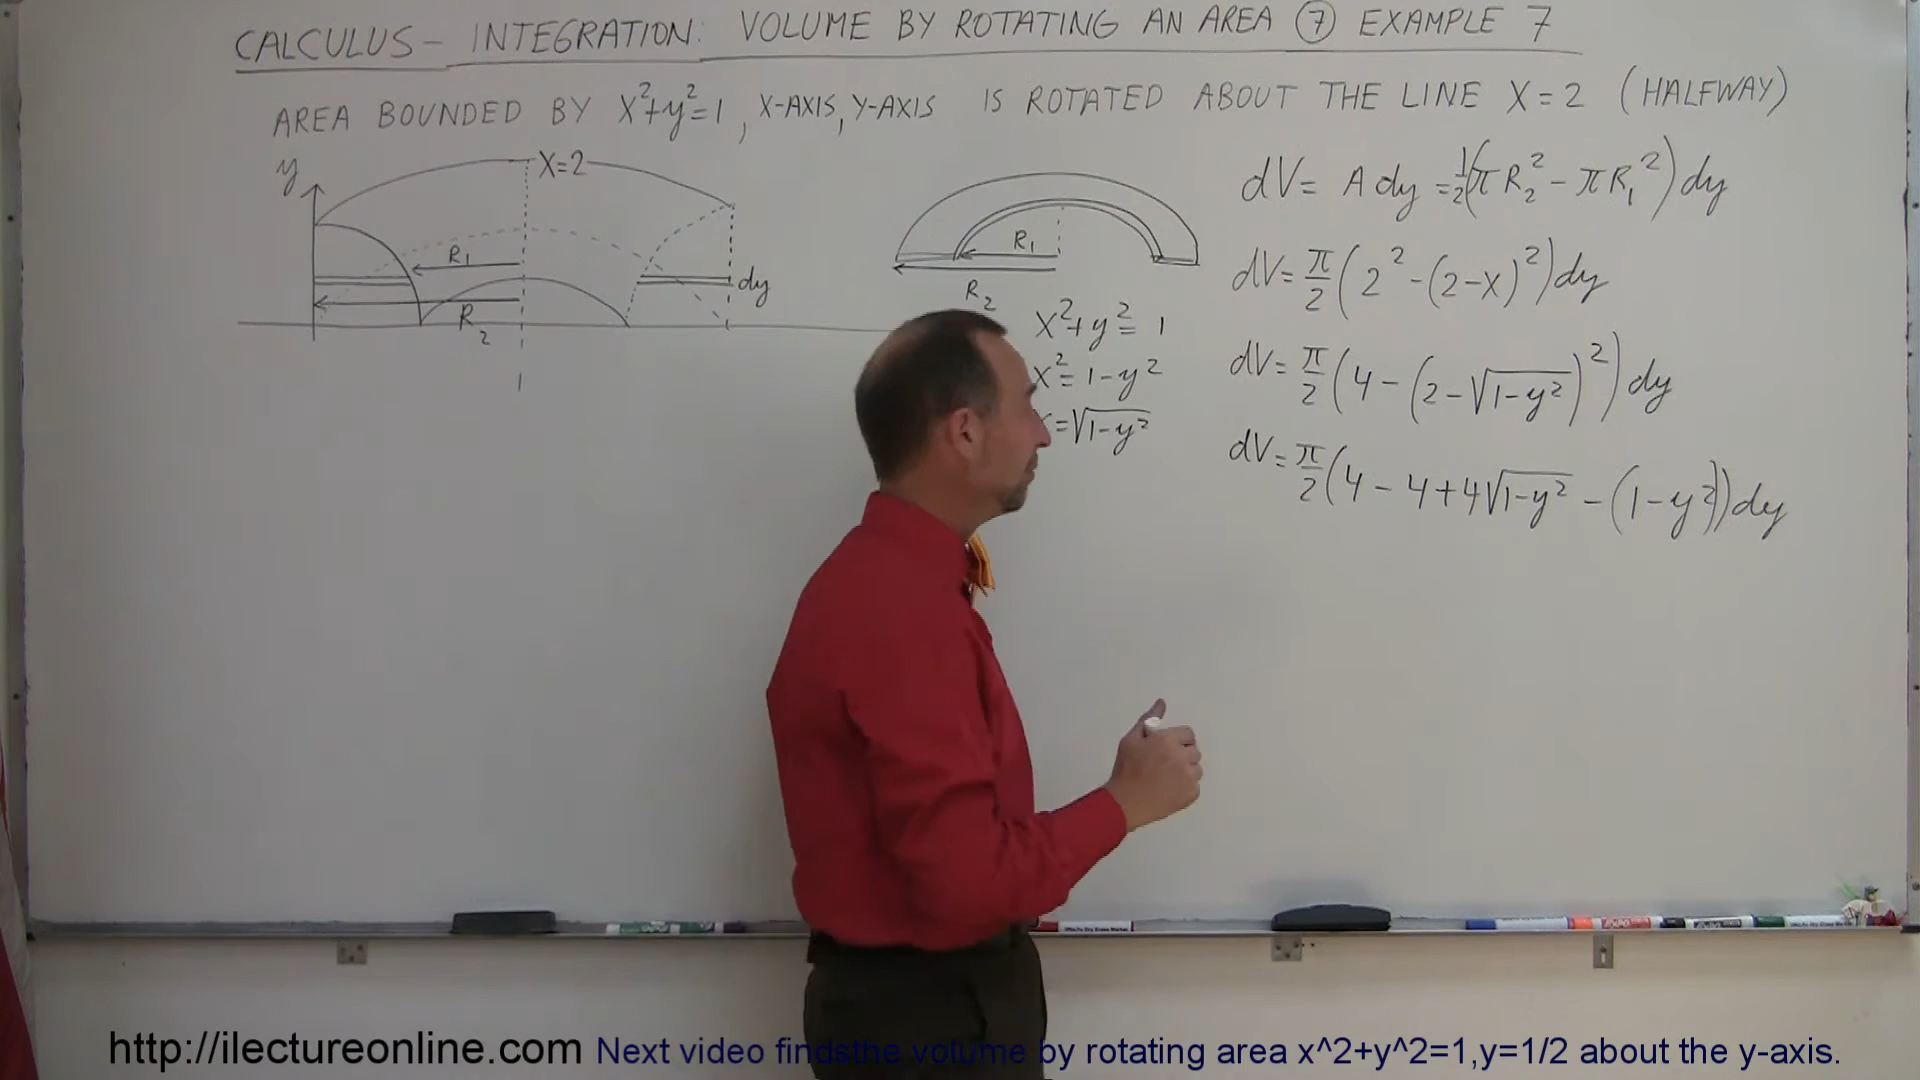 CALCULUS - INTEGRATION: VOLUME BY ROTATING AN AREA ⑦ EXAMPLE 7
AREA BOUNDED BY X²+y²=1, X-AXIS, Y-AXIS IS ROTATED ABOUT THE LINE X=2 (HALFWAY)
y
X=2
R₁
dy
R₂
R₁
R₂
X²+y²=1
X²=1-y²
=√(1-y²)
dV= A dy = ½(πR₂² - πR₁²)dy
dV= π/2 (2² - (2-X)²)dy
dV= π/2 (4 - (2-√(1-y²))²)dy
dV= π/2 (4 - 4 + 4√(1-y²) - (1-y²))dy
http://ilectureonline.com Next video findsthe volume by rotating area x^2+y^2=1,y=1/2 about the y-axis.